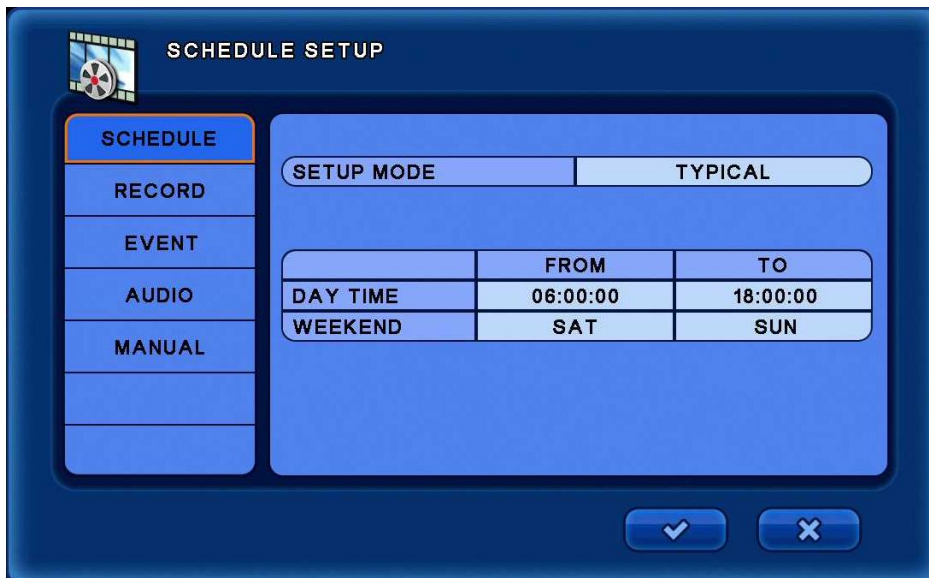 SCHEDULE SETUP
SCHEDULE
RECORD
EVENT
AUDIO
MANUAL
SETUP MODE TYPICAL
FROM TO
DAY TIME 06:00:00 18:00:00
WEEKEND SAT SUN